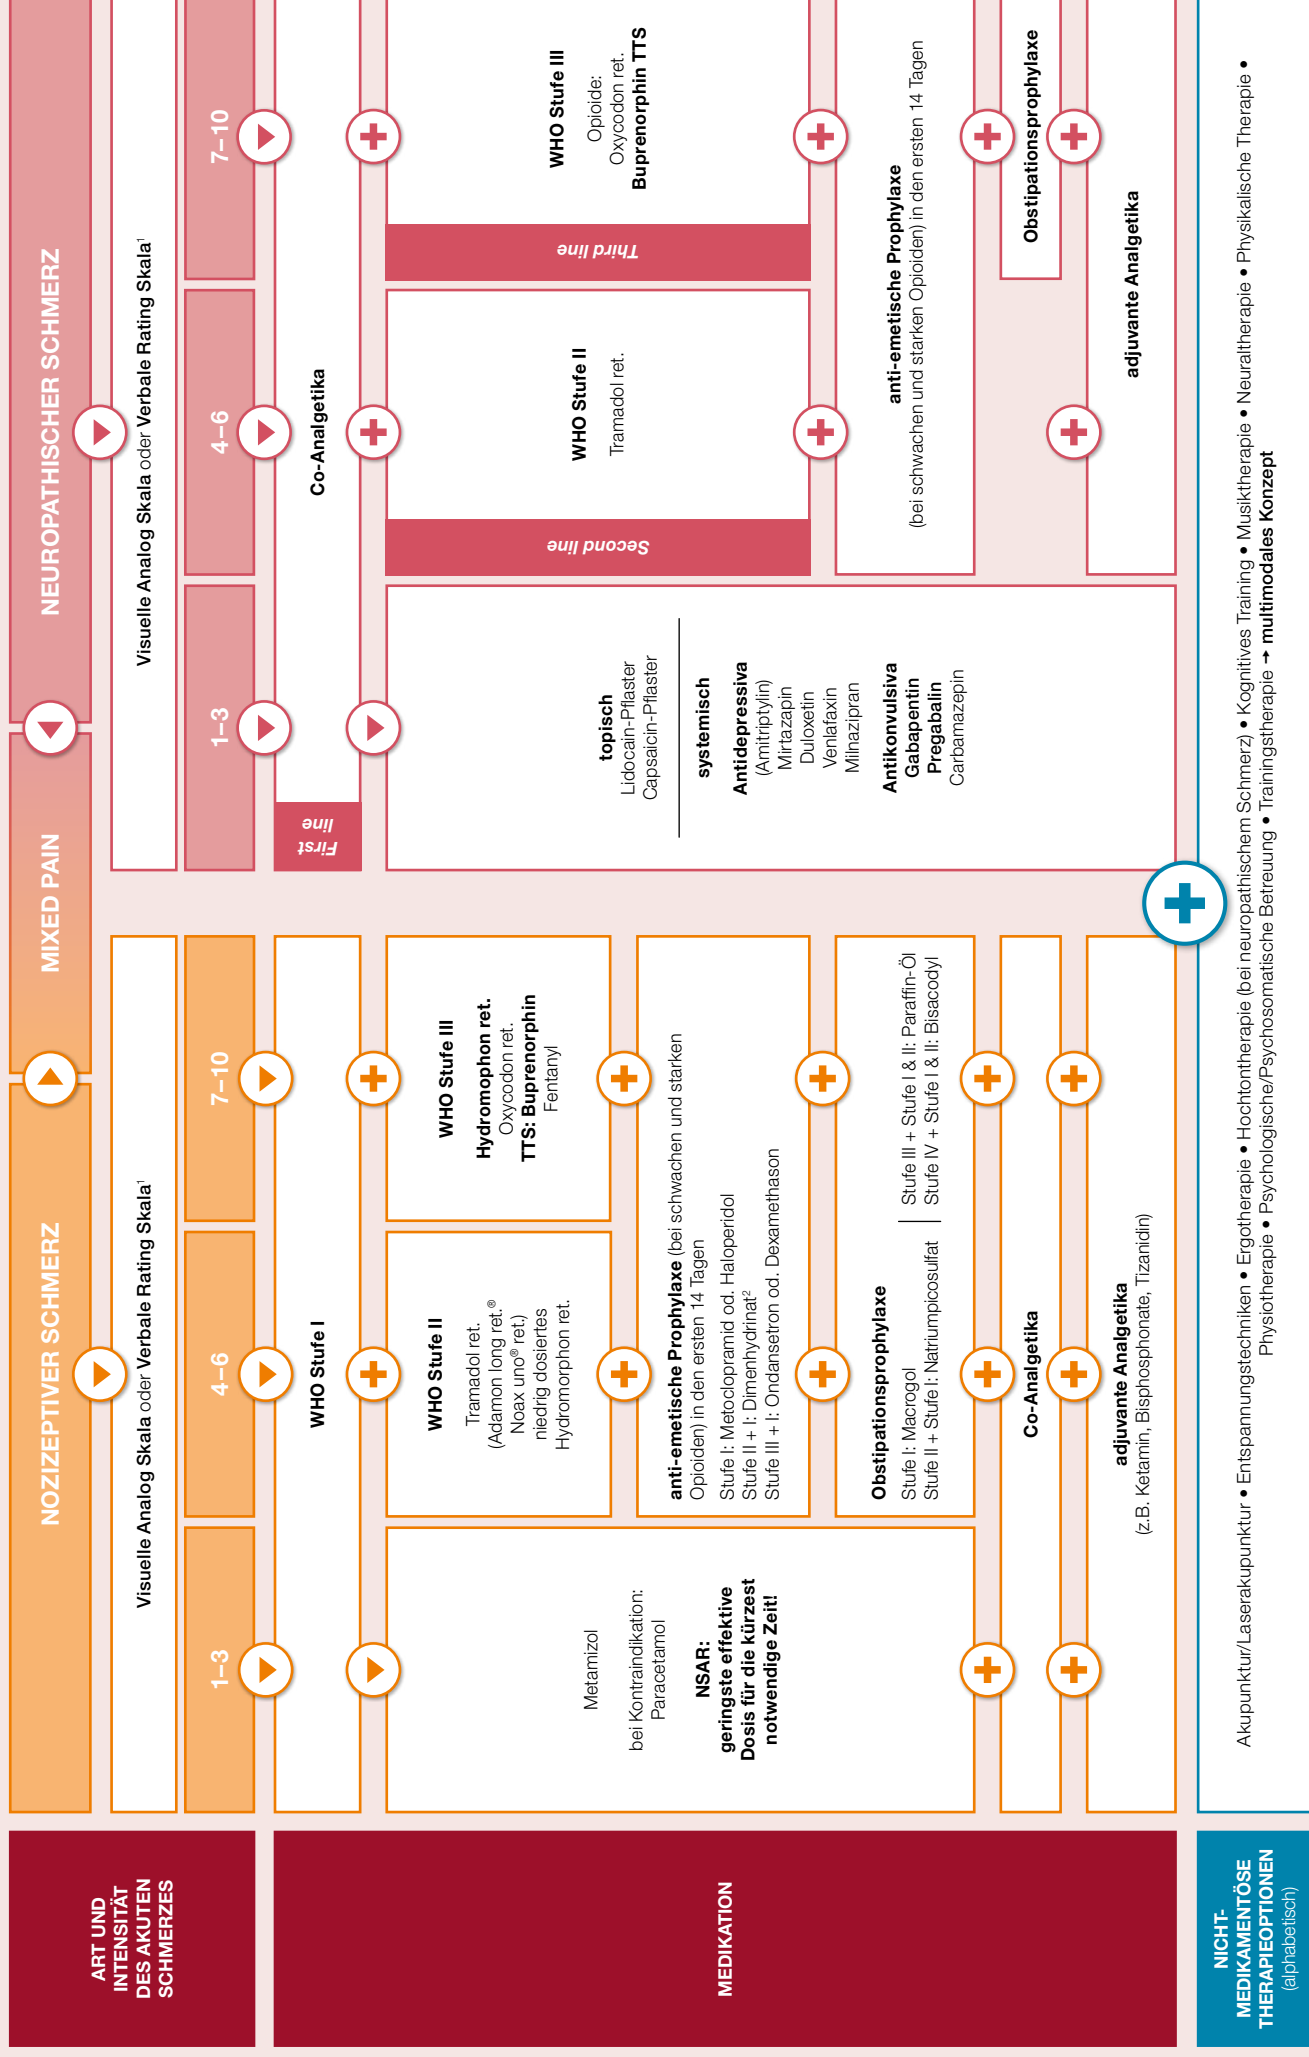 ART UND
INTENSITÄT
DES AKUTEN
SCHMERZES
NOZIZEPTIVER SCHMERZ
MIXED PAIN
NEUROPATHISCHER SCHMERZ
Visuelle Analog Skala oder Verbale Rating Skala¹
Visuelle Analog Skala oder Verbale Rating Skala¹
1–3
4–6
7–10
1–3
4–6
7–10
MEDIKATION
WHO Stufe I
Metamizol
bei Kontraindikation:
Paracetamol
NSAR:
geringste effektive
Dosis für die kürzest
notwendige Zeit!
WHO Stufe II
Tramadol ret.
(Adamon long ret.®
Noax uno® ret.)
niedrig dosiertes
Hydromorphon ret.
WHO Stufe III
Hydromophon ret.
Oxycodon ret.
TTS: Buprenorphin
Fentanyl
anti-emetische Prophylaxe (bei schwachen und starken
Opioiden) in den ersten 14 Tagen
Stufe I: Metoclopramid od. Haloperidol
Stufe II + I: Dimenhydrinat²
Stufe III + I: Ondansetron od. Dexamethason
Obstipationsprophylaxe
Stufe I: Macrogol
Stufe II + Stufe I: Natriumpicosulfat
Stufe III + Stufe I & II: Paraffin-Öl
Stufe IV + Stufe I & II: Bisacodyl
Co-Analgetika
adjuvante Analgetika
(z.B. Ketamin, Bisphosphonate, Tizanidin)
First
line
Co-Analgetika
topisch
Lidocain-Pflaster
Capsaicin-Pflaster
systemisch
Antidepressiva
(Amitriptylin)
Mirtazapin
Duloxetin
Venlafaxin
Milnazipran
Antikonvulsiva
Gabapentin
Pregabalin
Carbamazepin
Second line
WHO Stufe II
Tramadol ret.
Third line
WHO Stufe III
Opioide:
Oxycodon ret.
Buprenorphin TTS
anti-emetische Prophylaxe
(bei schwachen und starken Opioiden) in den ersten 14 Tagen
Obstipationsprophylaxe
adjuvante Analgetika
NICHT-
MEDIKAMENTÖSE
THERAPIEOPTIONEN
(alphabetisch)
Akupunktur/Laserakupunktur • Entspannungstechniken • Ergotherapie • Hochtontherapie (bei neuropathischem Schmerz) • Kognitives Training • Musiktherapie • Neuraltherapie • Physikalische Therapie •
Physiotherapie • Psychologische/Psychosomatische Betreuung • Trainingstherapie → multimodales Konzept